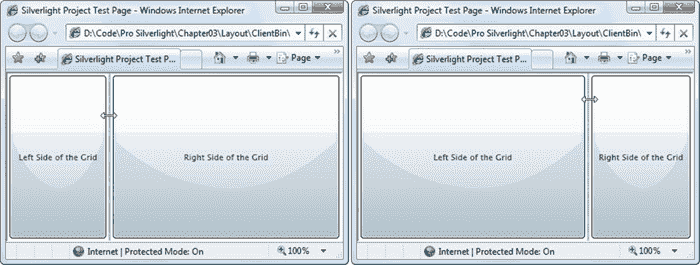 Silverlight Project Test Page - Windows Internet Explorer
D:\Code\Pro Silverlight\Chapter03\Layout\ClientBin\
Silverlight Project Test P...
Page
Left Side of the Grid
Right Side of the Grid
Internet | Protected Mode: On
100%
Silverlight Project Test Page - Windows Internet Explorer
D:\Code\Pro Silverlight\Chapter03\Layout\ClientBin\
Silverlight Project Test P...
Page
Left Side of the Grid
Right Side of the Grid
Internet | Protected Mode: On
100%